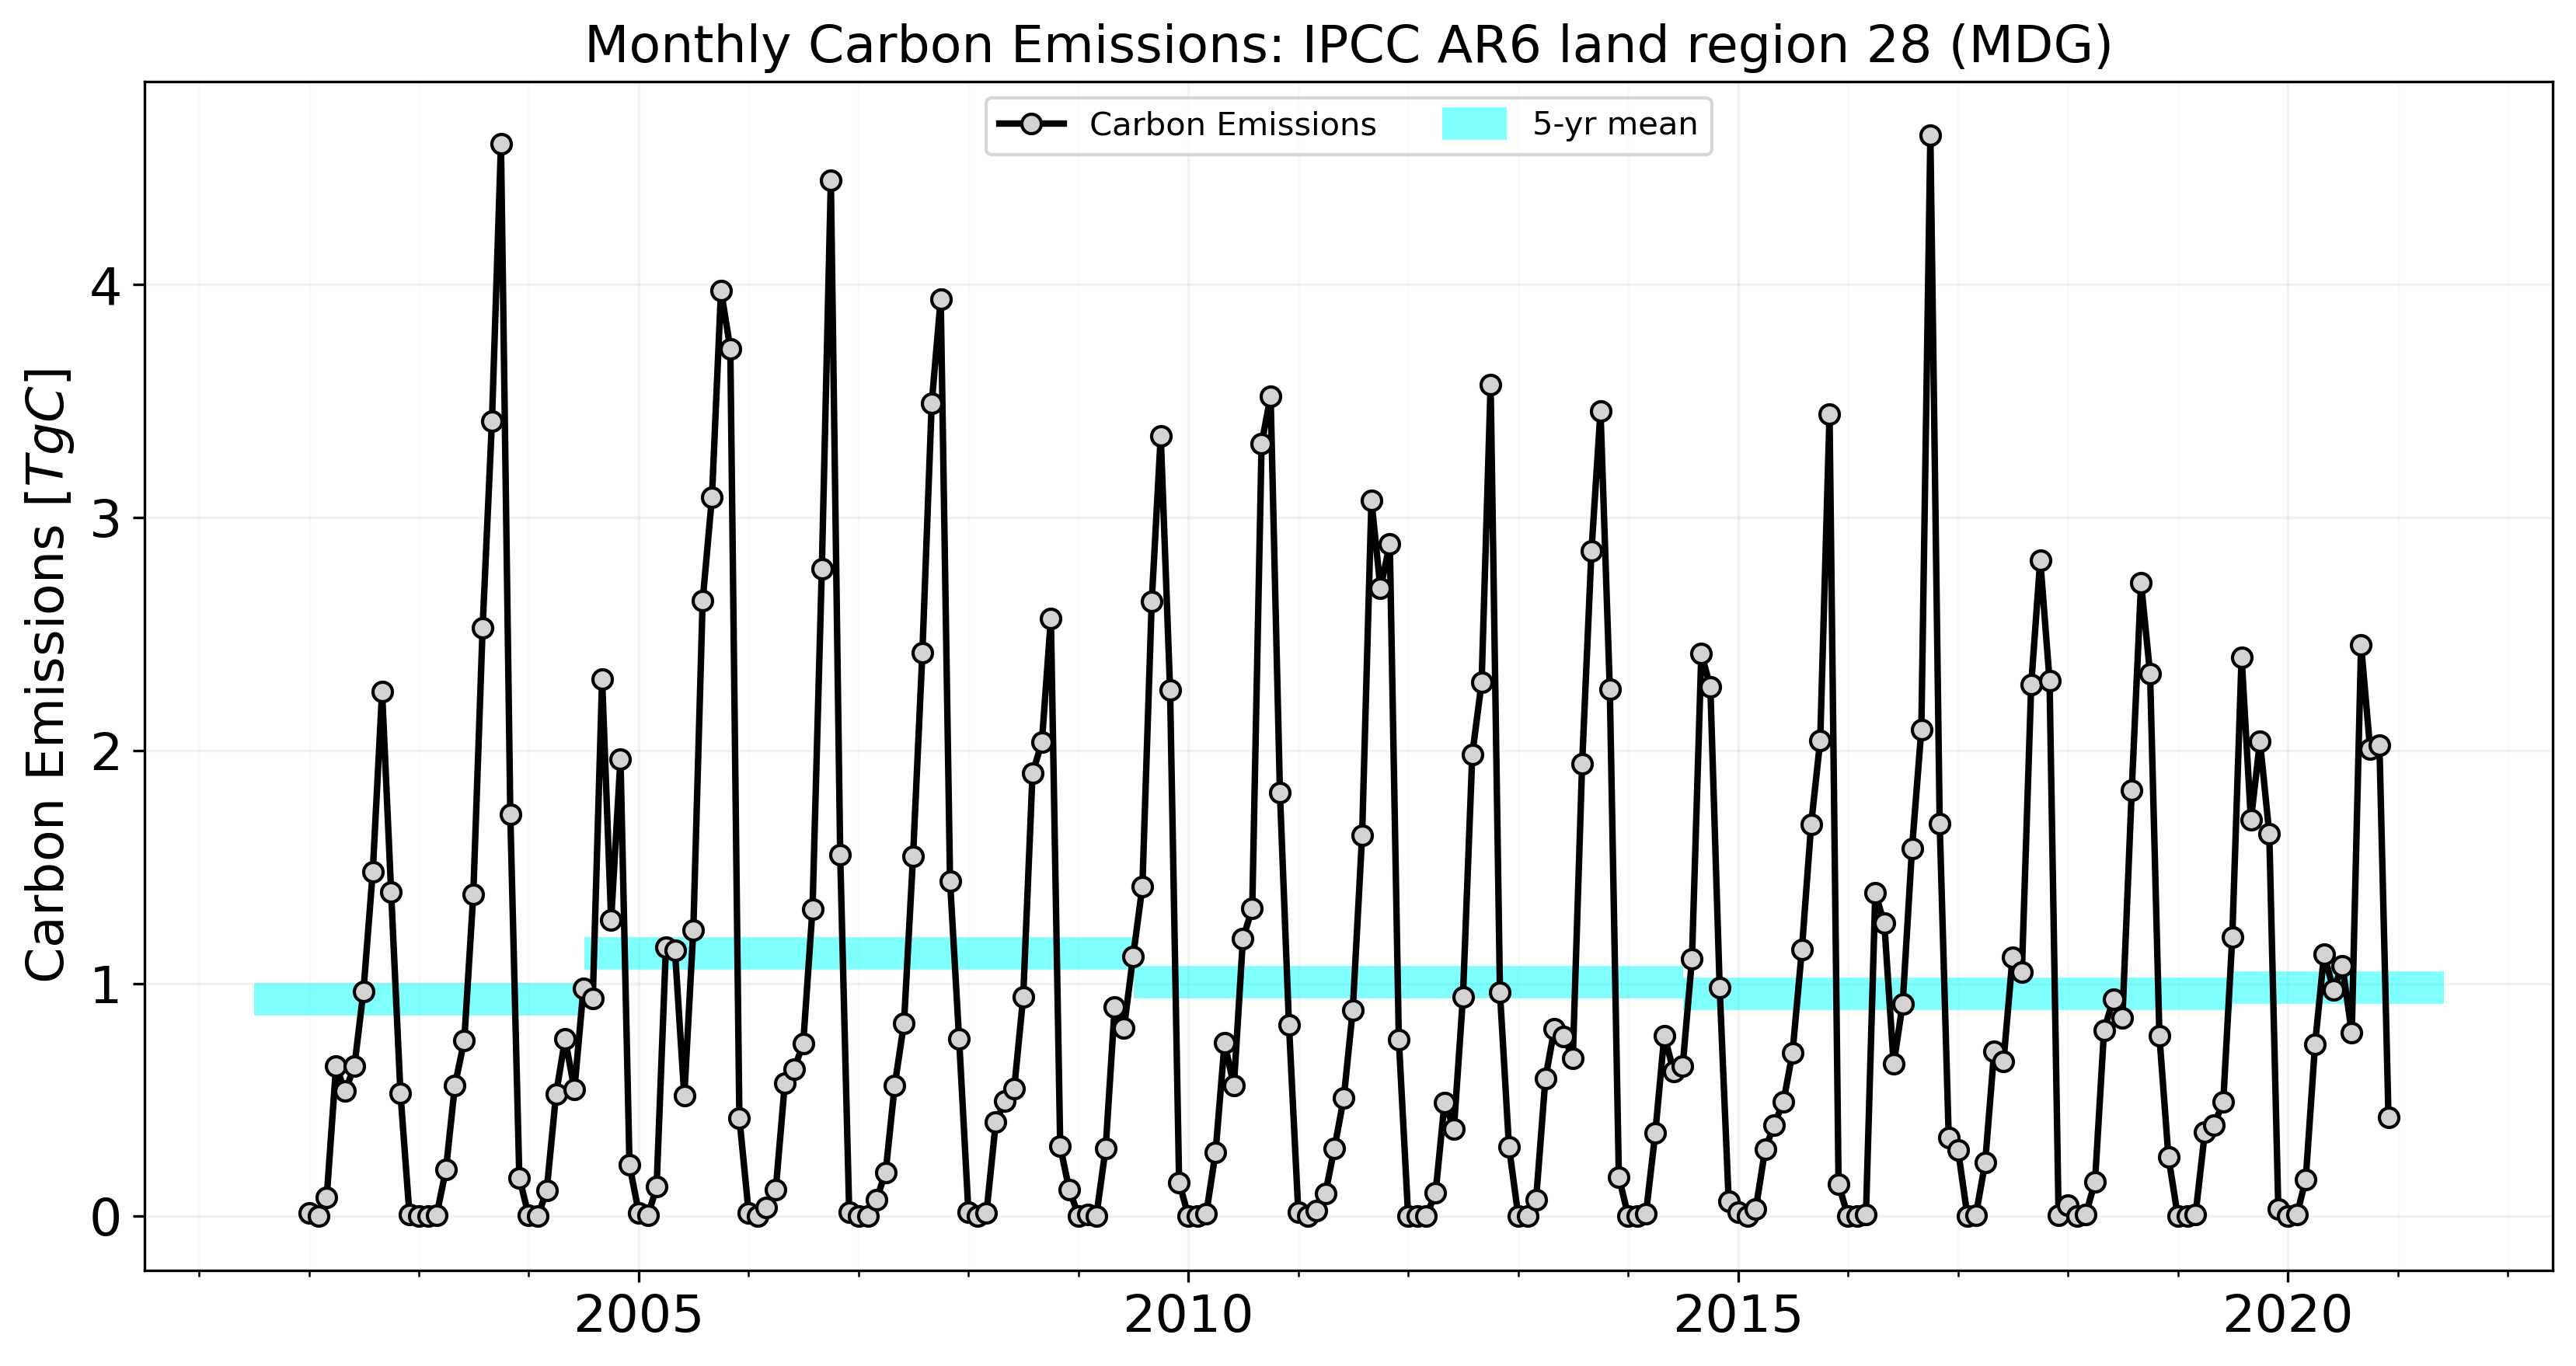 Monthly Carbon Emissions: IPCC AR6 land region 28 (MDG)
Carbon Emissions
5-yr mean
Carbon Emissions [TgC]
4
3
2
1
0
2005
2010
2015
2020